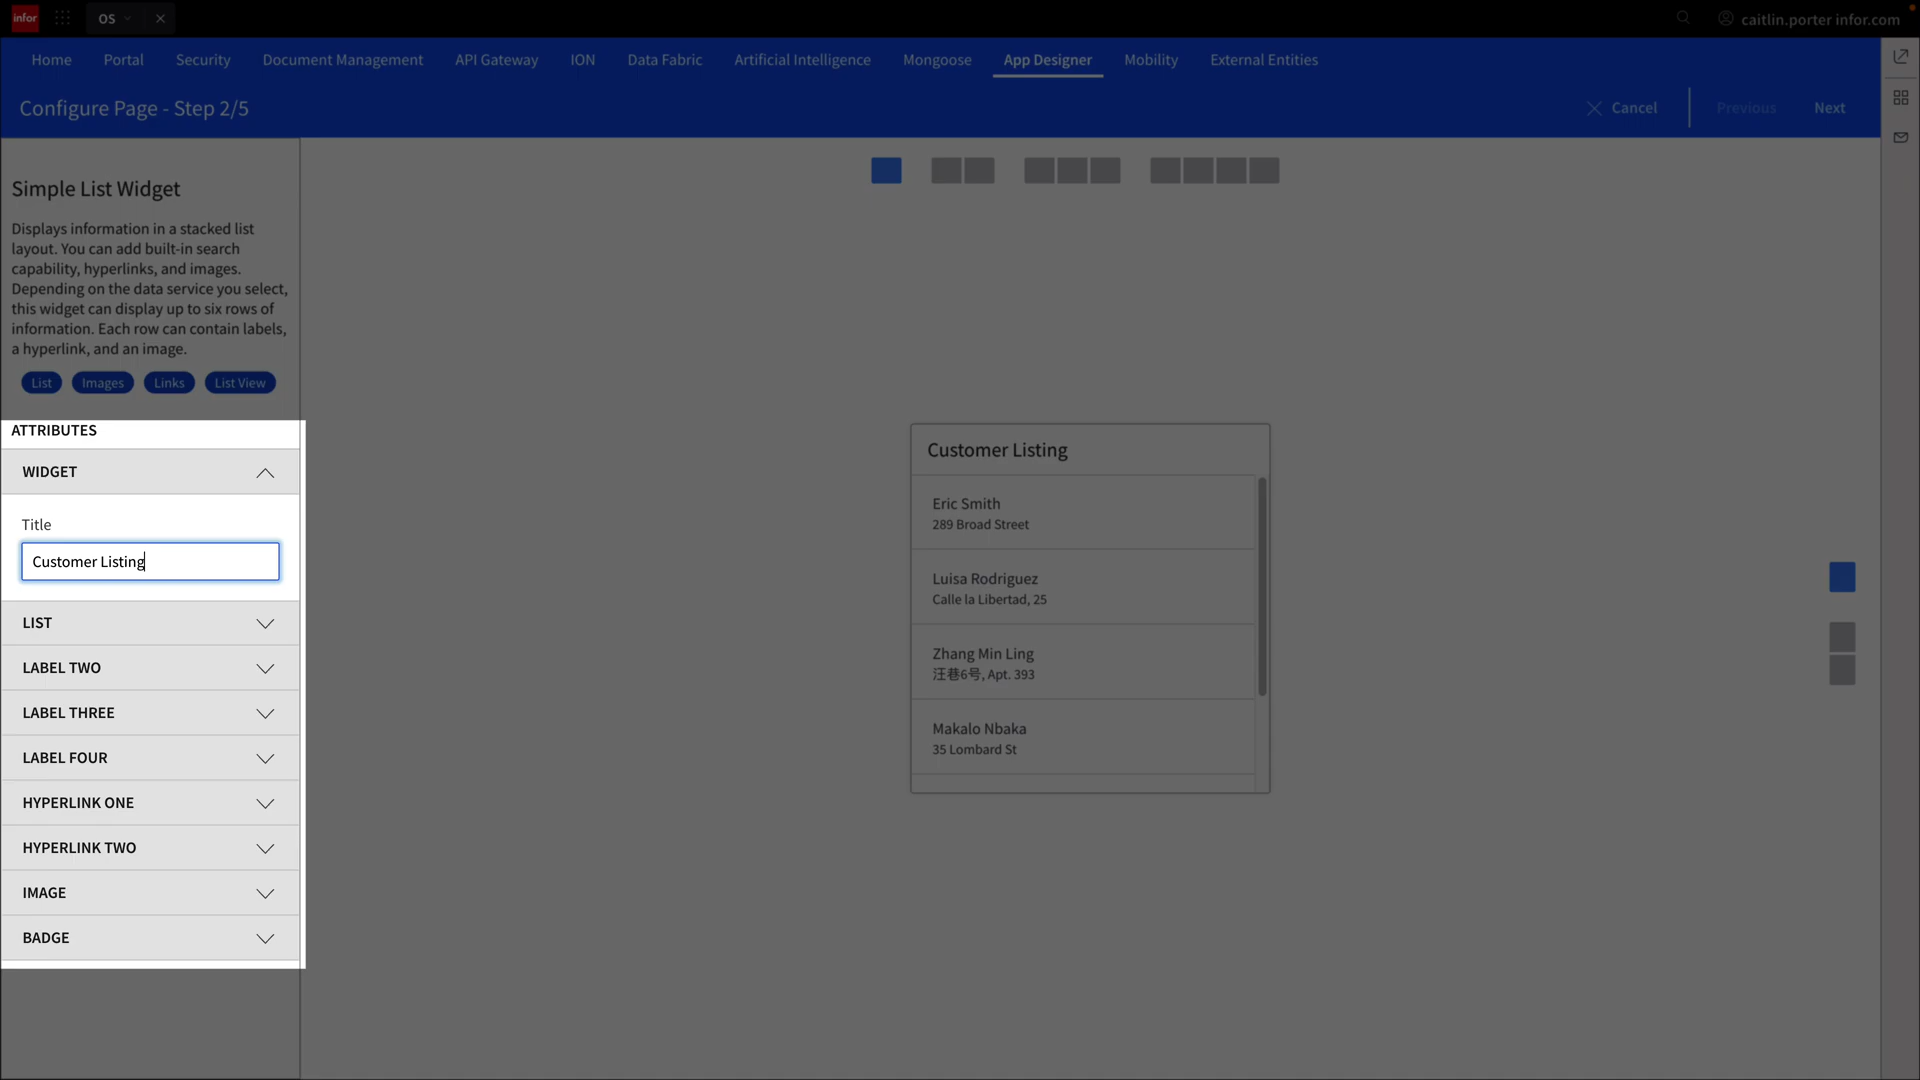 infor
OS
caitlin.porter infor.com
Home
Portal
Security
Document Management
API Gateway
ION
Data Fabric
Artificial Intelligence
Mongoose
App Designer
Mobility
External Entities
Configure Page - Step 2/5
Cancel
Previous
Next
Simple List Widget
Displays information in a stacked list
layout. You can add built-in search
capability, hyperlinks, and images.
Depending on the data service you select,
this widget can display up to six rows of
information. Each row can contain labels,
a hyperlink, and an image.
List
Images
Links
List View
ATTRIBUTES
WIDGET
Title
Customer Listing
LIST
LABEL TWO
LABEL THREE
LABEL FOUR
HYPERLINK ONE
HYPERLINK TWO
IMAGE
BADGE
Customer Listing
Eric Smith
289 Broad Street
Luisa Rodriguez
Calle la Libertad, 25
Zhang Min Ling
汪巷6号, Apt. 393
Makalo Nbaka
35 Lombard St